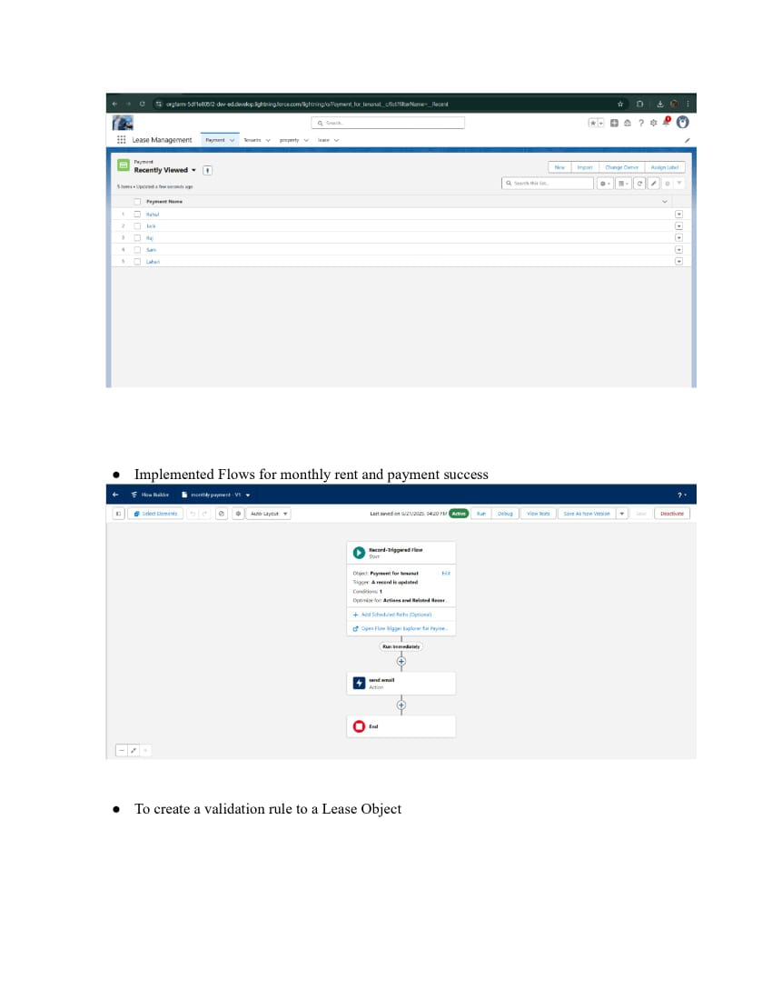 orgfarm-5df1e805f2-dev-ed.develop.lightning.force.com/lightning/o/Payment_for_tenanat__c/list?filterName=__Recent
Search...
Lease Management Payment Tenants property lease
Payment
Recently Viewed
New Import Change Owner Assign Label
5 items • Updated a few seconds ago
Search this list...
Payment Name
1 Rahul
2 Jack
3 Raj
4 Sam
5 Lahari
● Implemented Flows for monthly rent and payment success
Flow Builder monthly payment - V1 ?
Select Elements Auto-Layout Last saved on 6/21/2025, 04:20 PM Active Run Debug View Tests Save As New Version Save Deactivate
Record-Triggered Flow
Start
Object: Payment for tenanat Edit
Trigger: A record is updated
Conditions: 1
Optimize for: Actions and Related Recor...
+ Add Scheduled Paths (Optional)
Open Flow Trigger Explorer for Payme...
Run Immediately
send email
Action
End
● To create a validation rule to a Lease Object